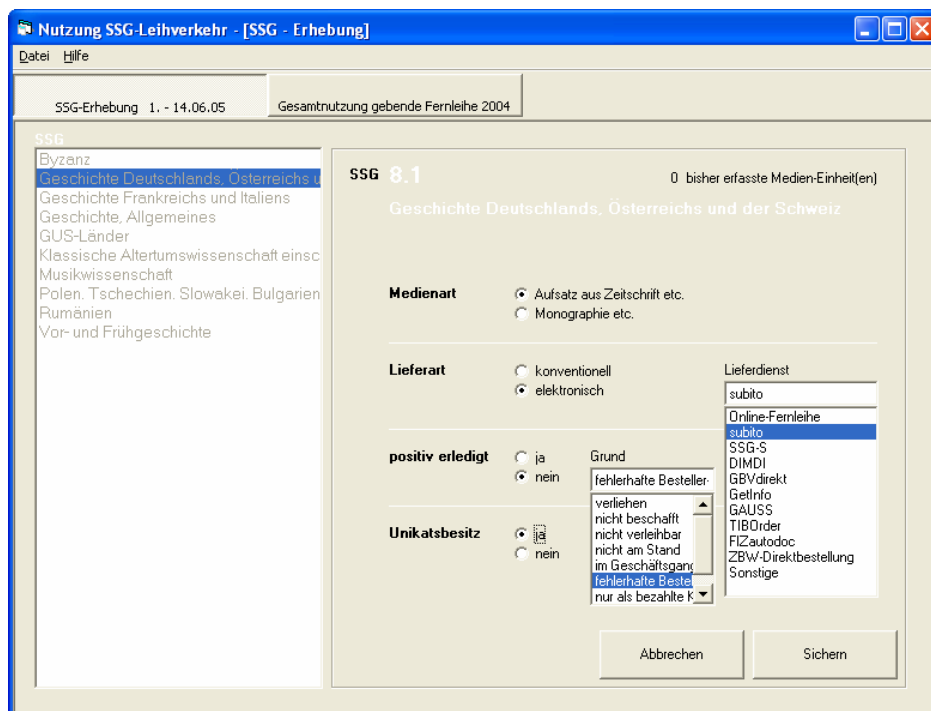 Nutzung SSG-Leihverkehr - [SSG - Erhebung]
Datei Hilfe
SSG-Erhebung 1. - 14.06.05
Gesamtnutzung gebende Fernleihe 2004
SSG
Byzanz
Geschichte Deutschlands, Österreichs u
Geschichte Frankreichs und Italiens
Geschichte, Allgemeines
GUS-Länder
Klassische Altertumswissenschaft einsc
Musikwissenschaft
Polen. Tschechien. Slowakei. Bulgarien
Rumänien
Vor- und Frühgeschichte
SSG 8.1
0 bisher erfasste Medien-Einheit(en)
Geschichte Deutschlands, Österreichs und der Schweiz
Medienart
Aufsatz aus Zeitschrift etc.
Monographie etc.
Lieferart
konventionell
elektronisch
Lieferdienst
subito
Online-Fernleihe
subito
SSG-S
DIMDI
GBVdirekt
GetInfo
GAUSS
TIBOrder
FIZautodoc
ZBW-Direktbestellung
Sonstige
positiv erledigt
ja
nein
Grund
fehlerhafte Besteller-
verliehen
nicht beschafft
nicht verleihbar
nicht am Stand
im Geschäftsgang
fehlerhafte Bestel
nur als bezahlte K
Unikatsbesitz
ja
nein
Abbrechen
Sichern